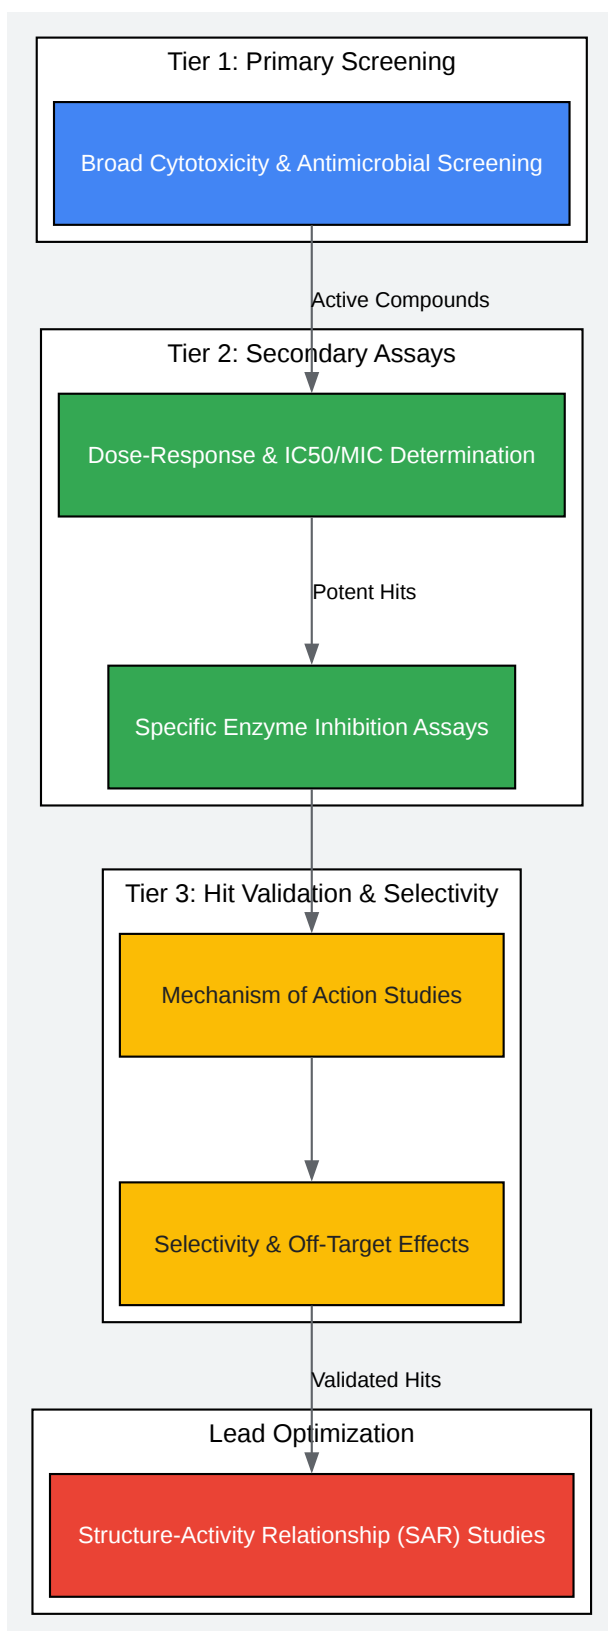 Tier 1: Primary Screening
Broad Cytotoxicity & Antimicrobial Screening
Active Compounds
Tier 2: Secondary Assays
Dose-Response & IC50/MIC Determination
Potent Hits
Specific Enzyme Inhibition Assays
Tier 3: Hit Validation & Selectivity
Mechanism of Action Studies
Selectivity & Off-Target Effects
Validated Hits
Lead Optimization
Structure-Activity Relationship (SAR) Studies